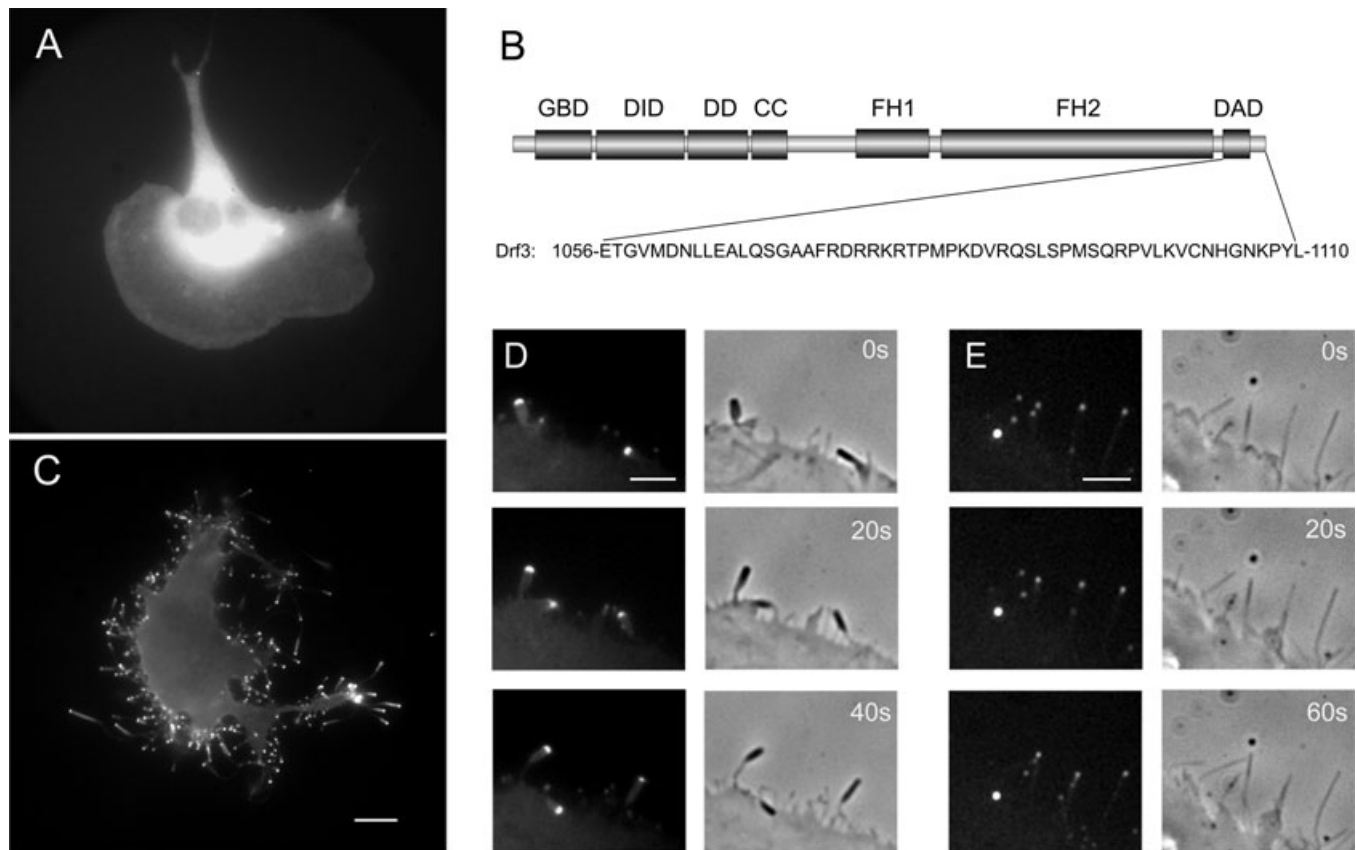 A
B
GBD DID DD CC FH1 FH2 DAD
Drf3: 1056-ETGVMDNLLEALQSGAAFRDRRKRTPMPKDVRQSLSPMSQRPVLKVCNHGNKPYL-1110
C
D 0s
E 0s
20s
20s
40s
60s